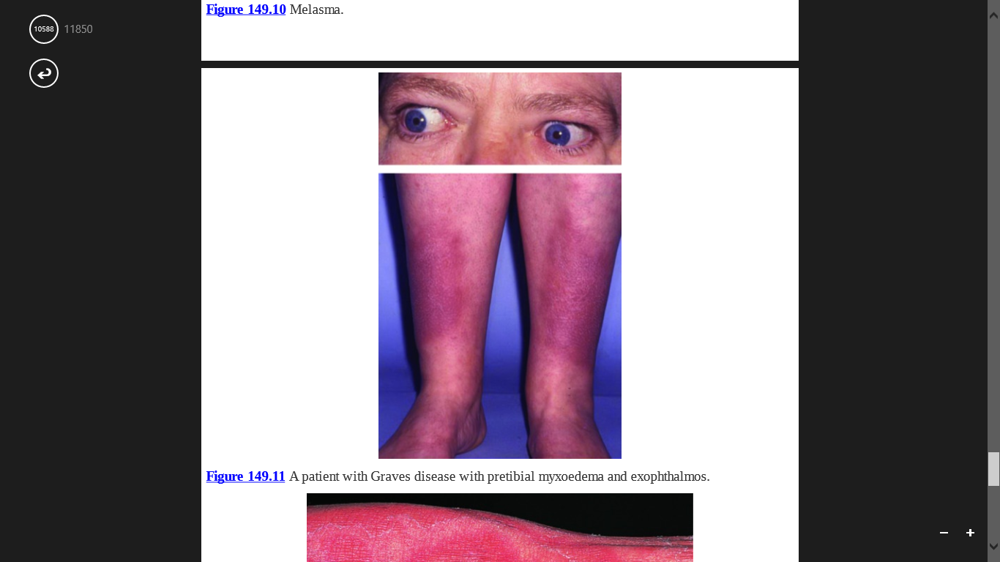 Figure 149.10 Melasma.
10588 11850
Figure 149.11 A patient with Graves disease with pretibial myxoedema and exophthalmos.